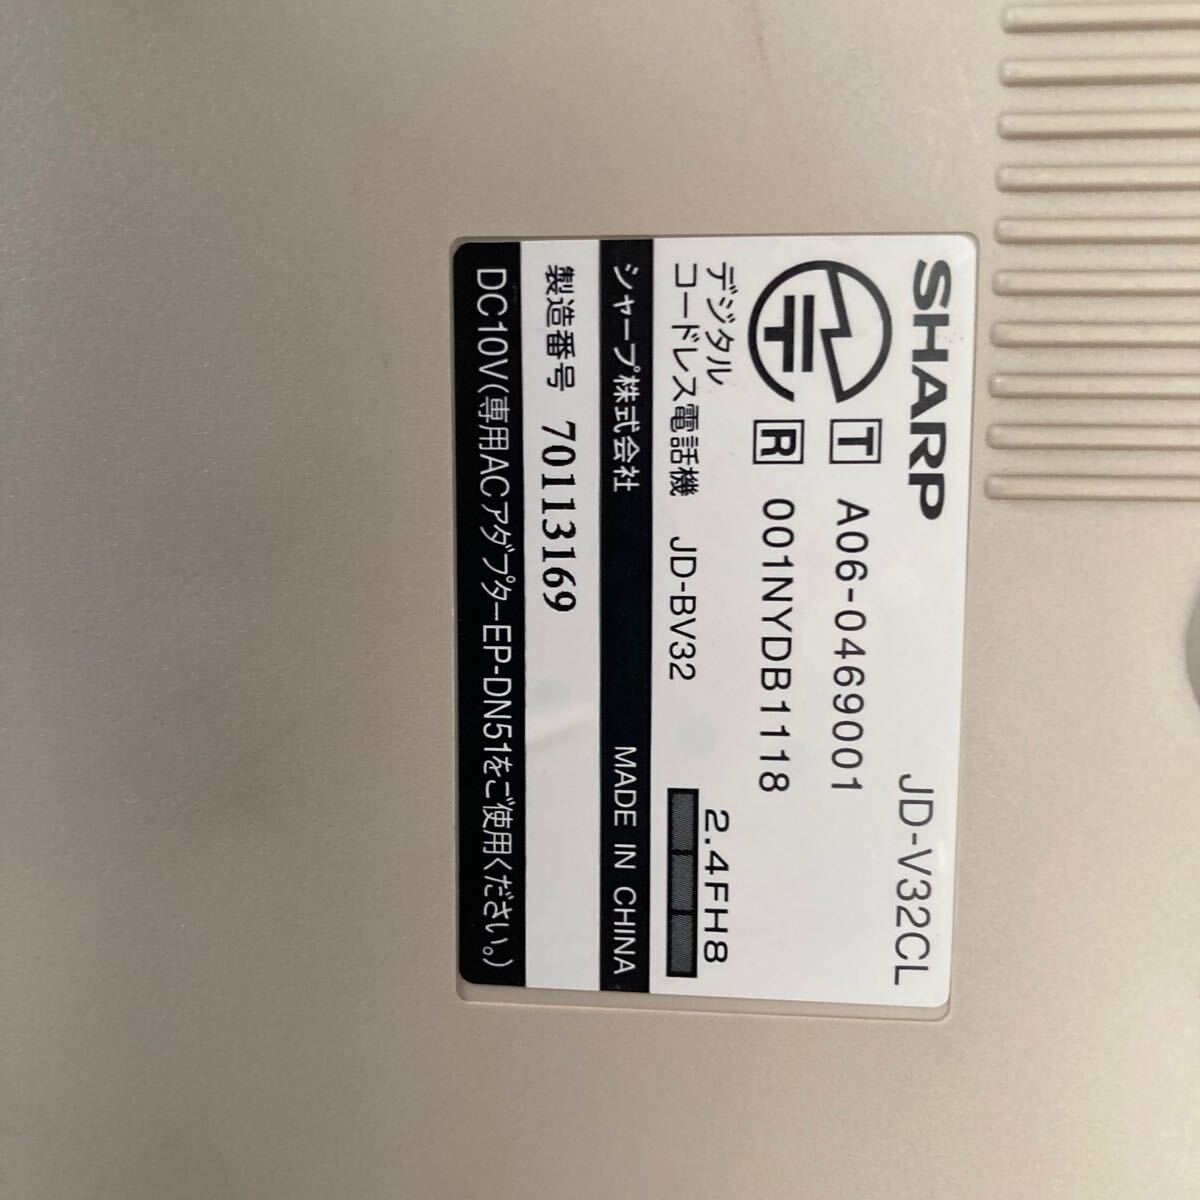 SHARP JD-V32CL
T A06-0469001
R 001NYDB1118
デジタル 2.4FH8
コードレス電話機 JD-BV32
シャープ株式会社 MADE IN CHINA
製造番号 70113169
DC10V(専用ACアダプターEP-DN51をご使用ください。)